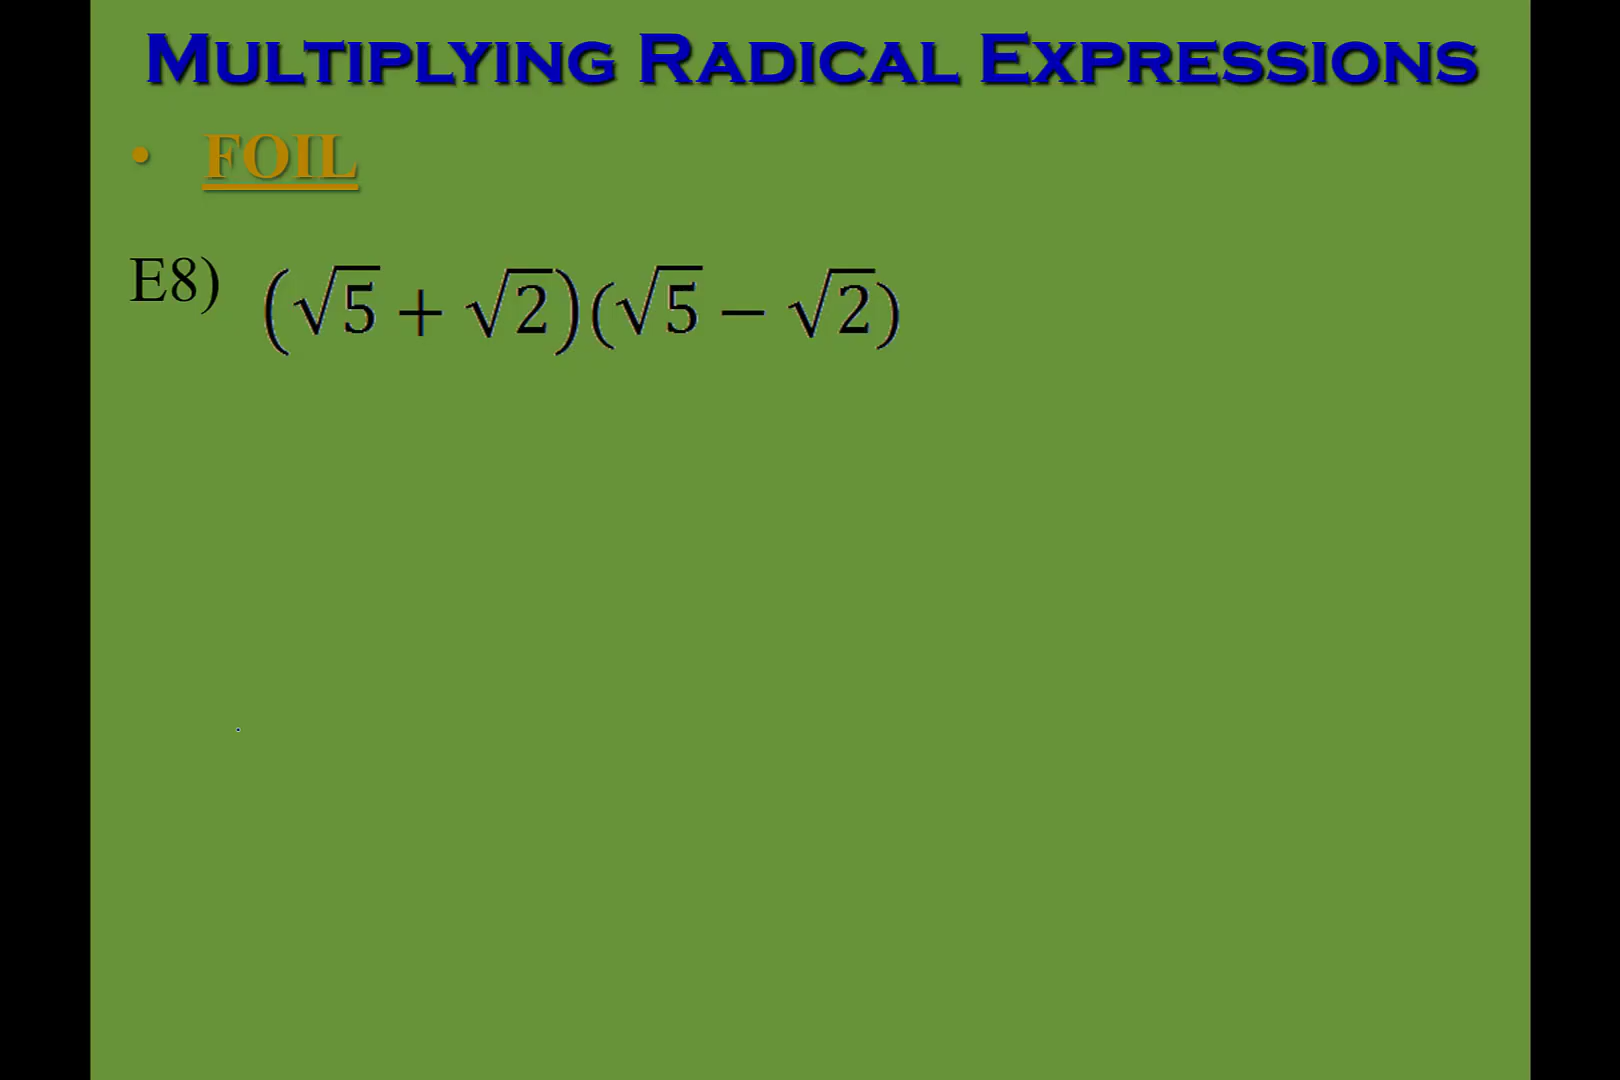 MULTIPLYING RADICAL EXPRESSIONS
• FOIL
E8) (√5 + √2)(√5 − √2)